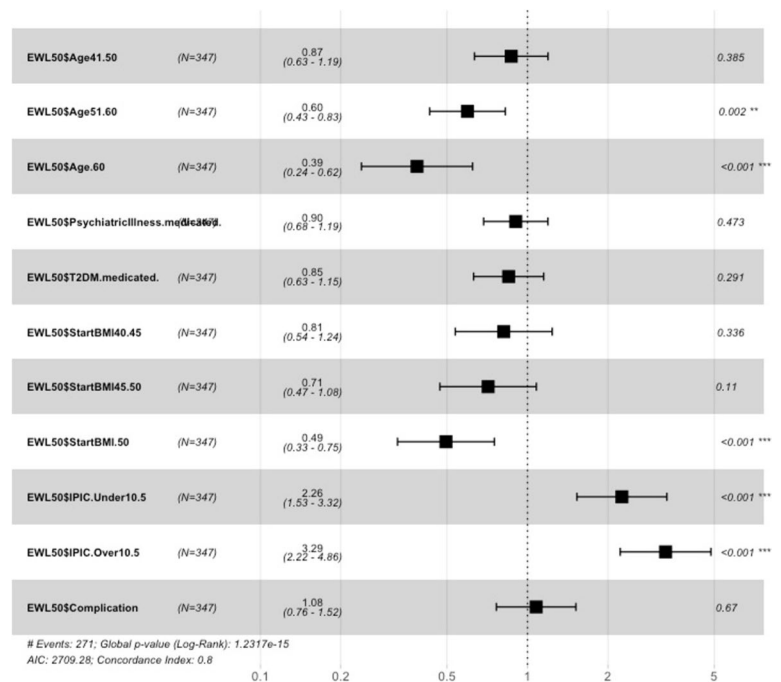 EWL50$Age41.50 (N=347) 0.87 0.385
(0.63 - 1.19)
EWL50$Age51.60 (N=347) 0.60 0.002 **
(0.43 - 0.83)
EWL50$Age.60 (N=347) 0.39 <0.001 ***
(0.24 - 0.62)
EWL50$PsychiatricIllness.medicated. (N=347) 0.90 0.473
(0.68 - 1.19)
EWL50$T2DM.medicated. (N=347) 0.85 0.291
(0.63 - 1.15)
EWL50$StartBMI40.45 (N=347) 0.81 0.336
(0.54 - 1.24)
EWL50$StartBMI45.50 (N=347) 0.71 0.11
(0.47 - 1.08)
EWL50$StartBMI.50 (N=347) 0.49 <0.001 ***
(0.33 - 0.75)
EWL50$IPIC.Under10.5 (N=347) 2.26 <0.001 ***
(1.53 - 3.32)
EWL50$IPIC.Over10.5 (N=347) 3.29 <0.001 ***
(2.22 - 4.86)
EWL50$Complication (N=347) 1.08 0.67
(0.76 - 1.52)
# Events: 271; Global p-value (Log-Rank): 1.2317e-15
AIC: 2709.28; Concordance Index: 0.8
0.1 0.2 0.5 1 2 5